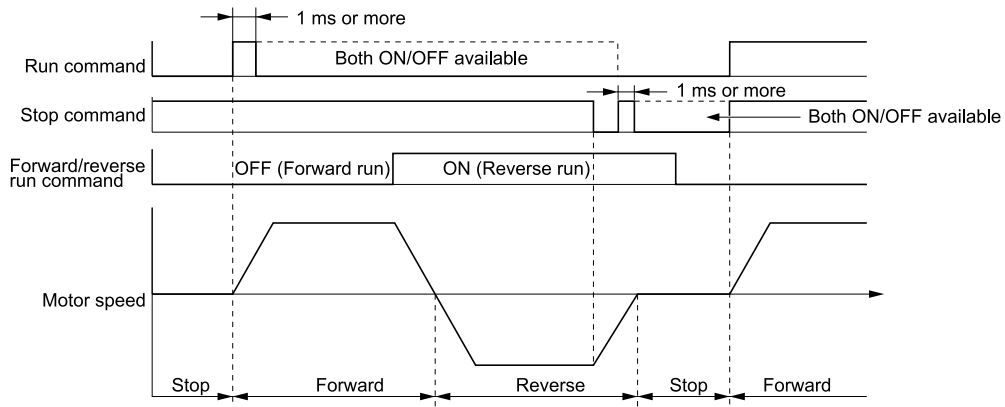 1 ms or more
Run command
Both ON/OFF available
Stop command
1 ms or more
Both ON/OFF available
Forward/reverse
run command
OFF (Forward run)
ON (Reverse run)
Motor speed
Stop
Forward
Reverse
Stop
Forward